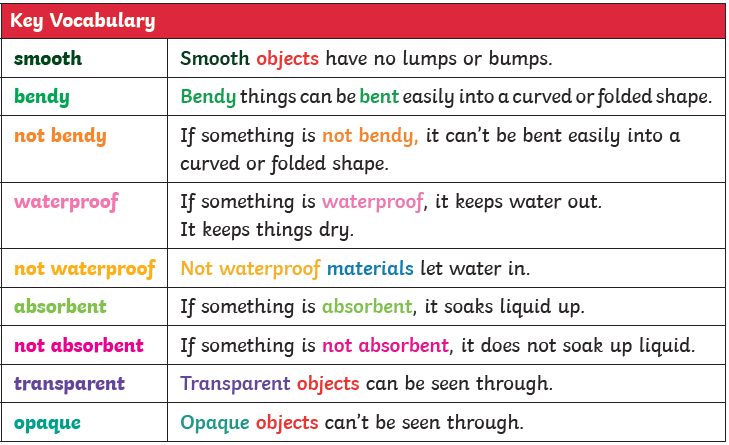 Key Vocabulary
smooth Smooth objects have no lumps or bumps.
bendy Bendy things can be bent easily into a curved or folded shape.
not bendy If something is not bendy, it can't be bent easily into a
curved or folded shape.
waterproof If something is waterproof, it keeps water out.
It keeps things dry.
not waterproof Not waterproof materials let water in.
absorbent If something is absorbent, it soaks liquid up.
not absorbent If something is not absorbent, it does not soak up liquid.
transparent Transparent objects can be seen through.
opaque Opaque objects can't be seen through.